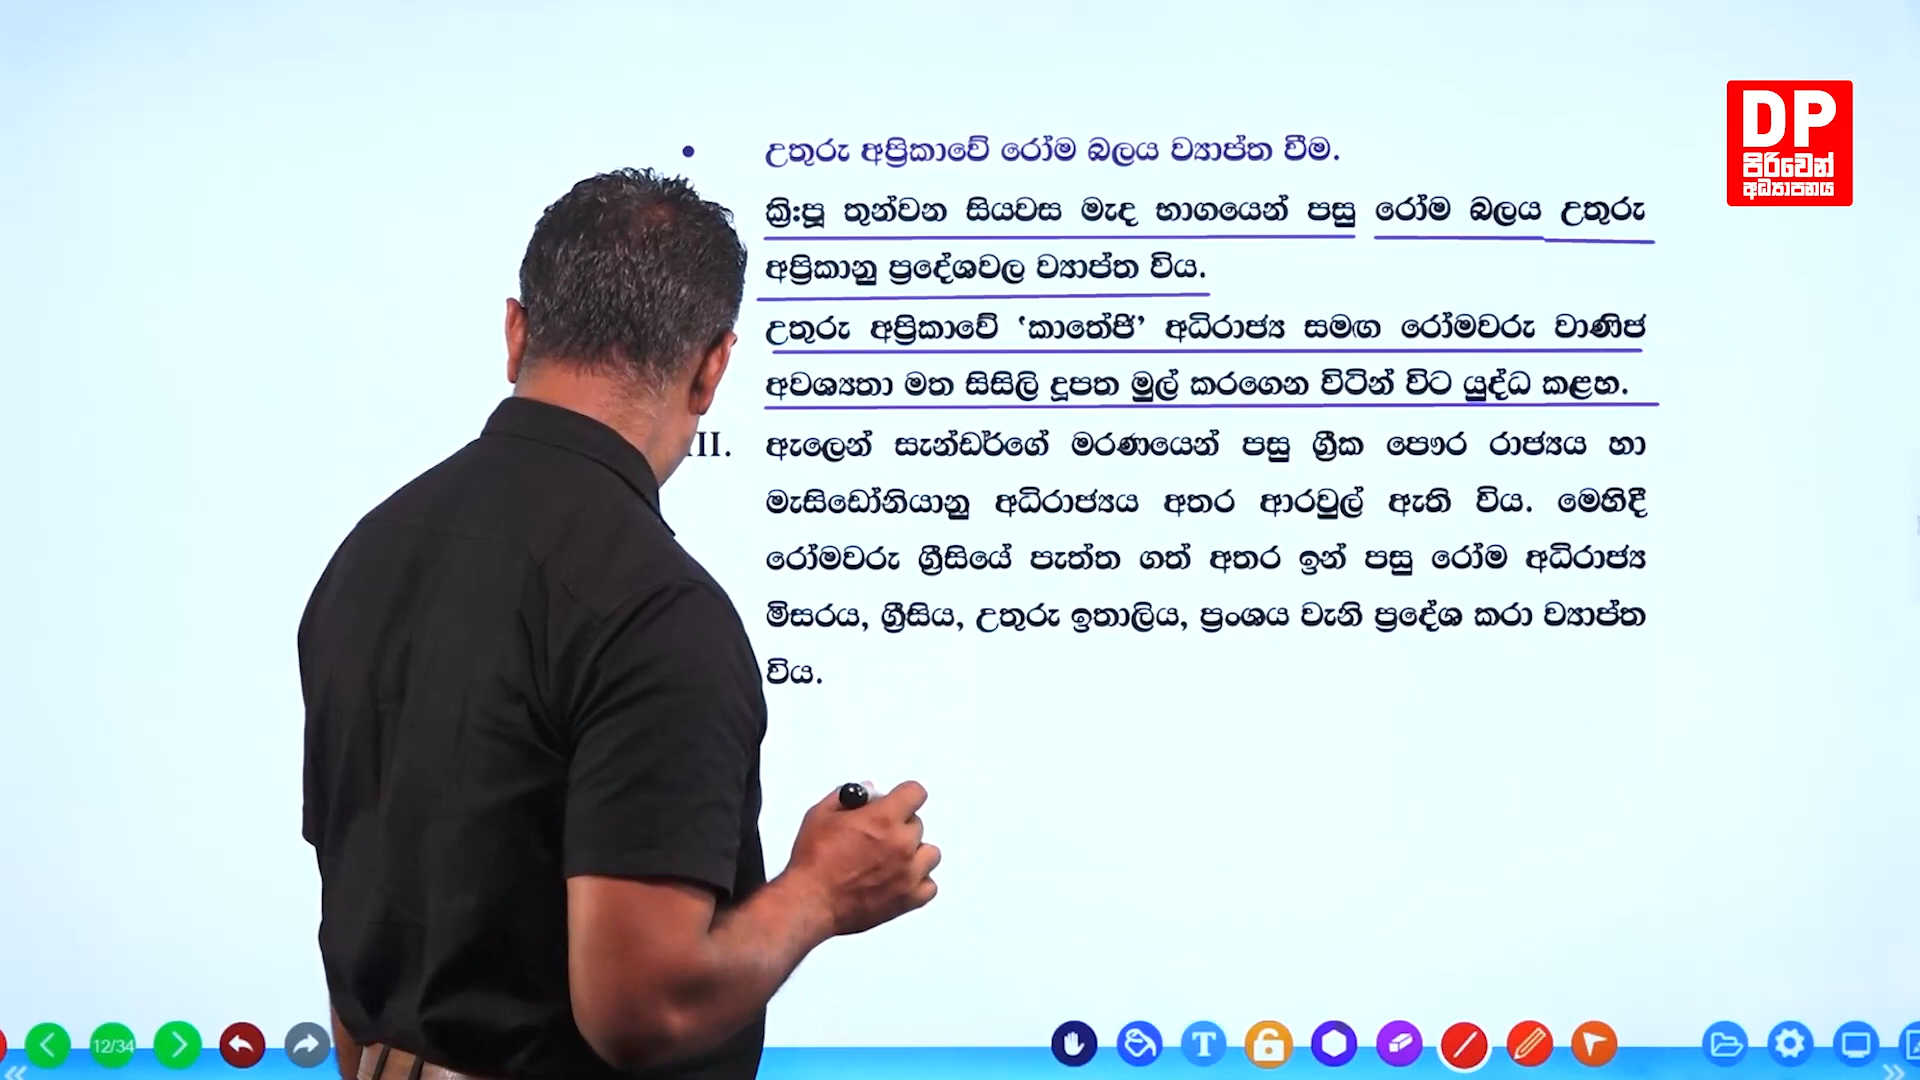 DP
පිරිවෙන්
අධ්‍යාපනය
• උතුරු අප්‍රිකාවේ රෝම බලය ව්‍යාප්ත වීම.
ක්‍රි:පූ තුන්වන සියවස මැද භාගයෙන් පසු රෝම බලය උතුරු
අප්‍රිකානු ප්‍රදේශවල ව්‍යාප්ත විය.
උතුරු අප්‍රිකාවේ ‘කාතේජ්’ අධිරාජ්‍ය සමඟ රෝමවරු වාණිජ
අවශ්‍යතා මත සිසිලි දූපත මුල් කරගෙන විටින් විට යුද්ධ කළහ.
II. ඇලෙන් සැන්ඩර්ගේ මරණයෙන් පසු ග්‍රීක පෞර රාජ්‍යය හා
මැසිඩෝනියානු අධිරාජ්‍යය අතර ආරවුල් ඇති විය. මෙහිදී
රෝමවරු ග්‍රීසියේ පැත්ත ගත් අතර ඉන් පසු රෝම අධිරාජ්‍ය
මිසරය, ග්‍රීසිය, උතුරු ඉතාලිය, ප්‍රංශය වැනි ප්‍රදේශ කරා ව්‍යාප්ත
විය.
12/34
T